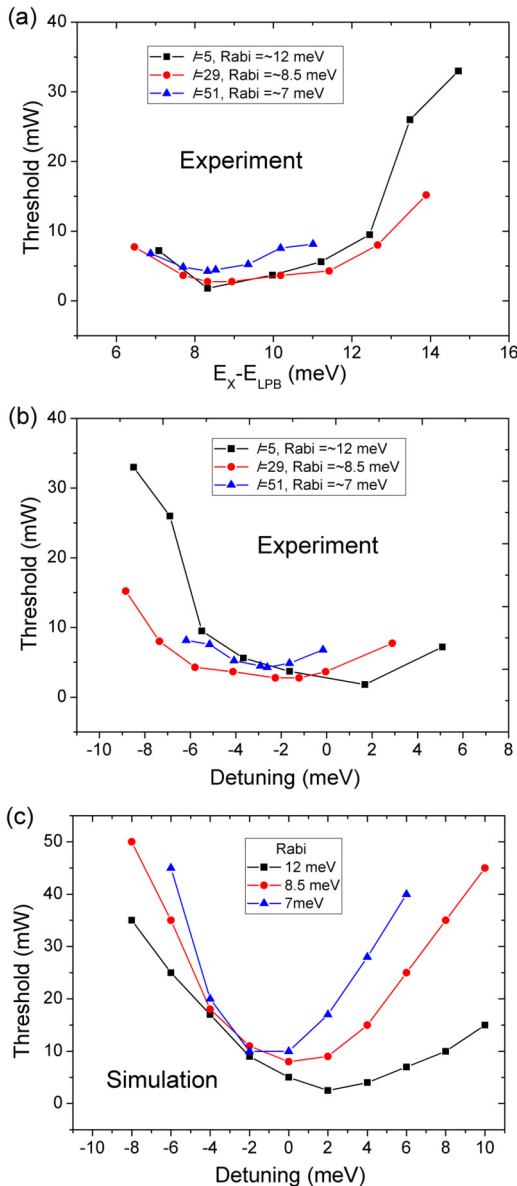 (a)
40
30
20
10
0
Threshold (mW)
l=5, Rabi =~12 meV
l=29, Rabi =~8.5 meV
l=51, Rabi =~7 meV
Experiment
6 8 10 12 14 16
E_X-E_LPB (meV)
(b)
40
30
20
10
0
Threshold (mW)
l=5, Rabi =~12 meV
l=29, Rabi =~8.5 meV
l=51, Rabi =~7 meV
Experiment
-10 -8 -6 -4 -2 0 2 4 6 8
Detuning (meV)
(c)
50
40
30
20
10
0
Threshold (mW)
Rabi
12 meV
8.5 meV
7meV
Simulation
-8 -6 -4 -2 0 2 4 6 8 10
Detuning (meV)